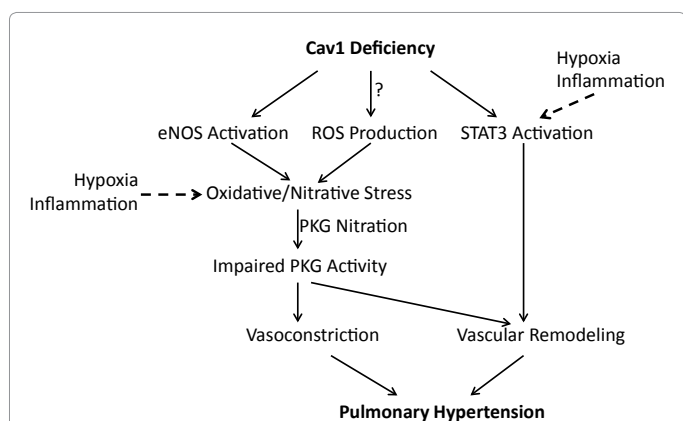 Cav1 Deficiency
Hypoxia
Inflammation
?
eNOS Activation
ROS Production
STAT3 Activation
Hypoxia
Inflammation
Oxidative/Nitrative Stress
PKG Nitration
Impaired PKG Activity
Vasoconstriction
Vascular Remodeling
Pulmonary Hypertension